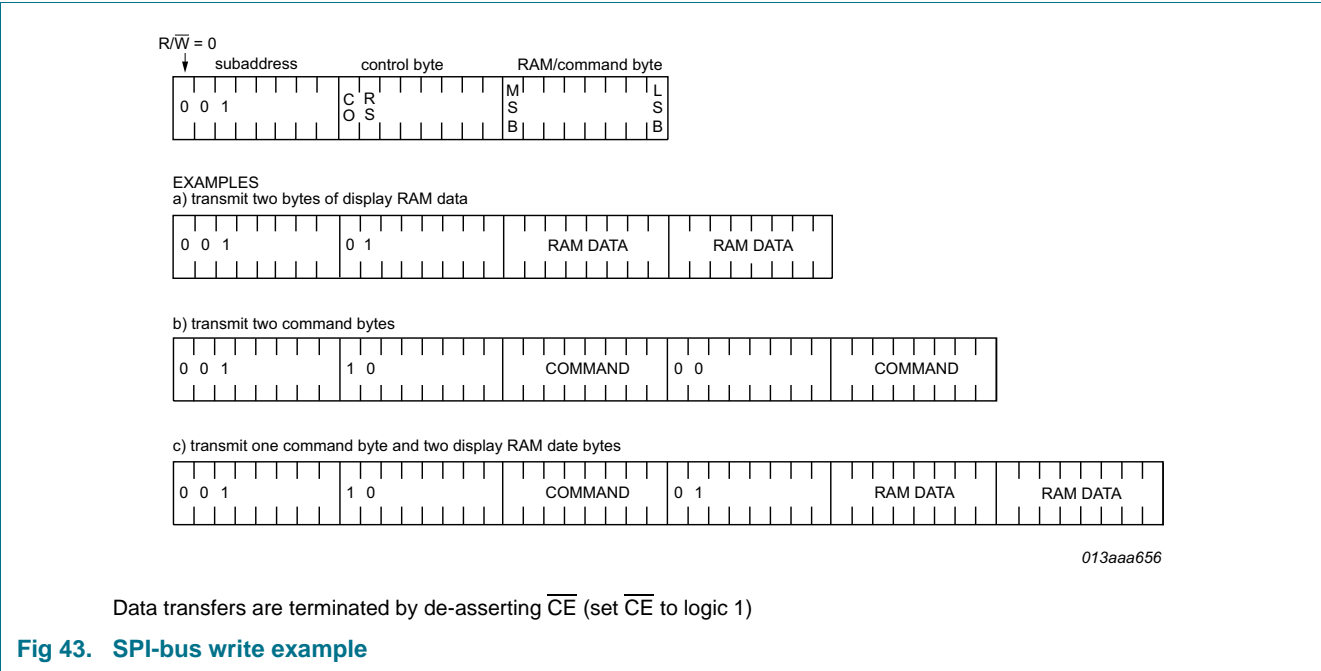 R/W̅ = 0
subaddress control byte RAM/command byte
0 0 1 CO RS MSB LSB
EXAMPLES
a) transmit two bytes of display RAM data
0 0 1 0 1 RAM DATA RAM DATA
b) transmit two command bytes
0 0 1 1 0 COMMAND 0 0 COMMAND
c) transmit one command byte and two display RAM date bytes
0 0 1 1 0 COMMAND 0 1 RAM DATA RAM DATA
013aaa656
Data transfers are terminated by de-asserting C̅E̅ (set C̅E̅ to logic 1)
Fig 43. SPI-bus write example